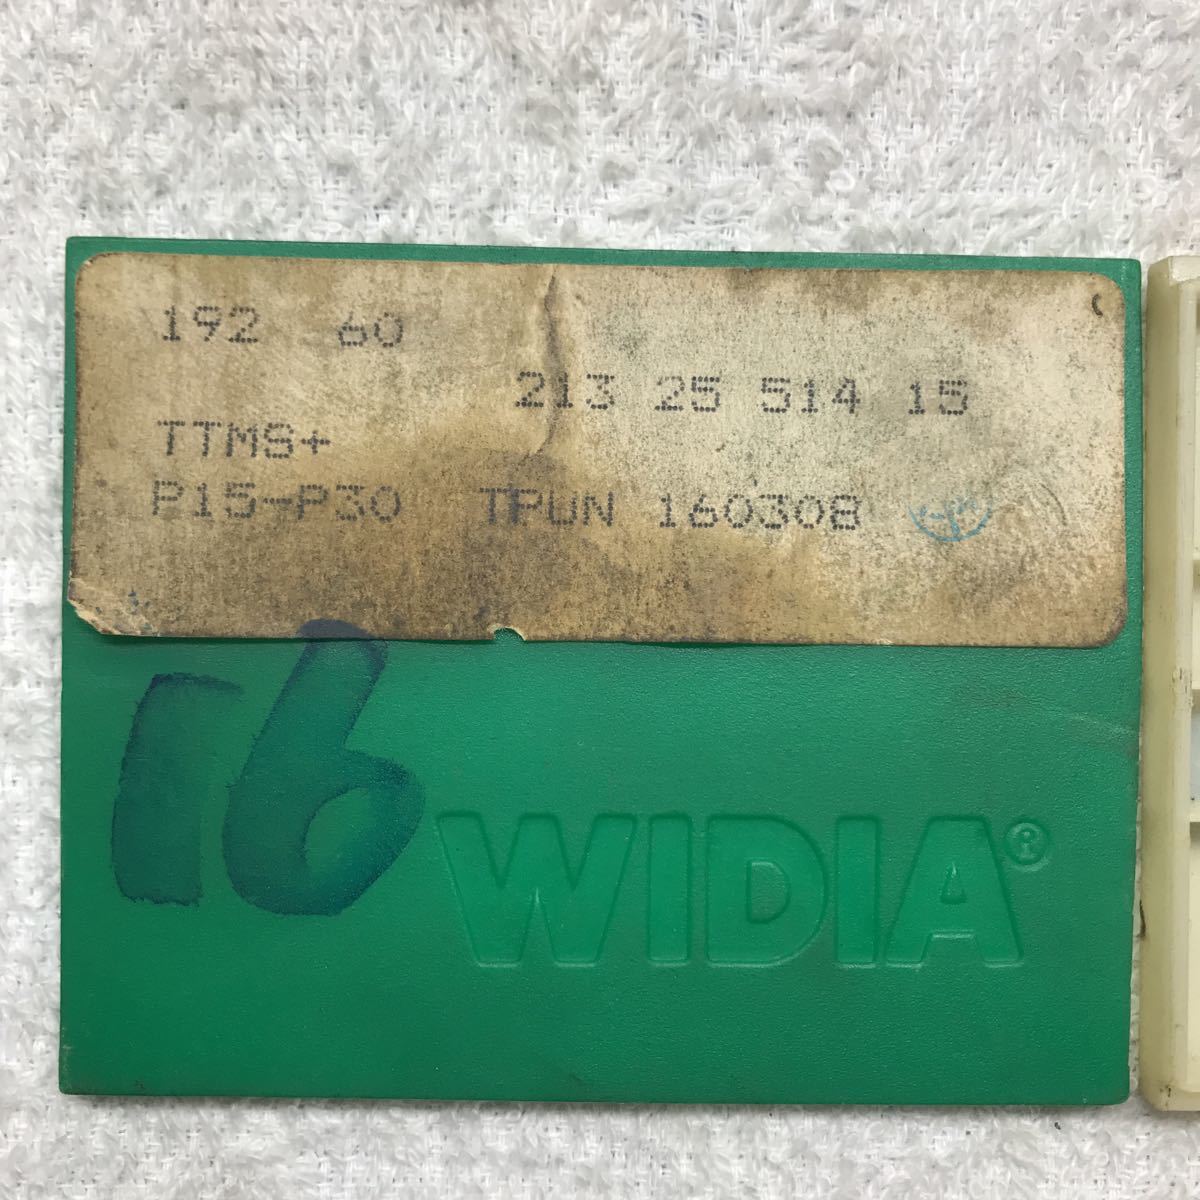 192 60
213 25 514 15
TTMS+
P15-P30 TPUN 160308
16
WIDIA®